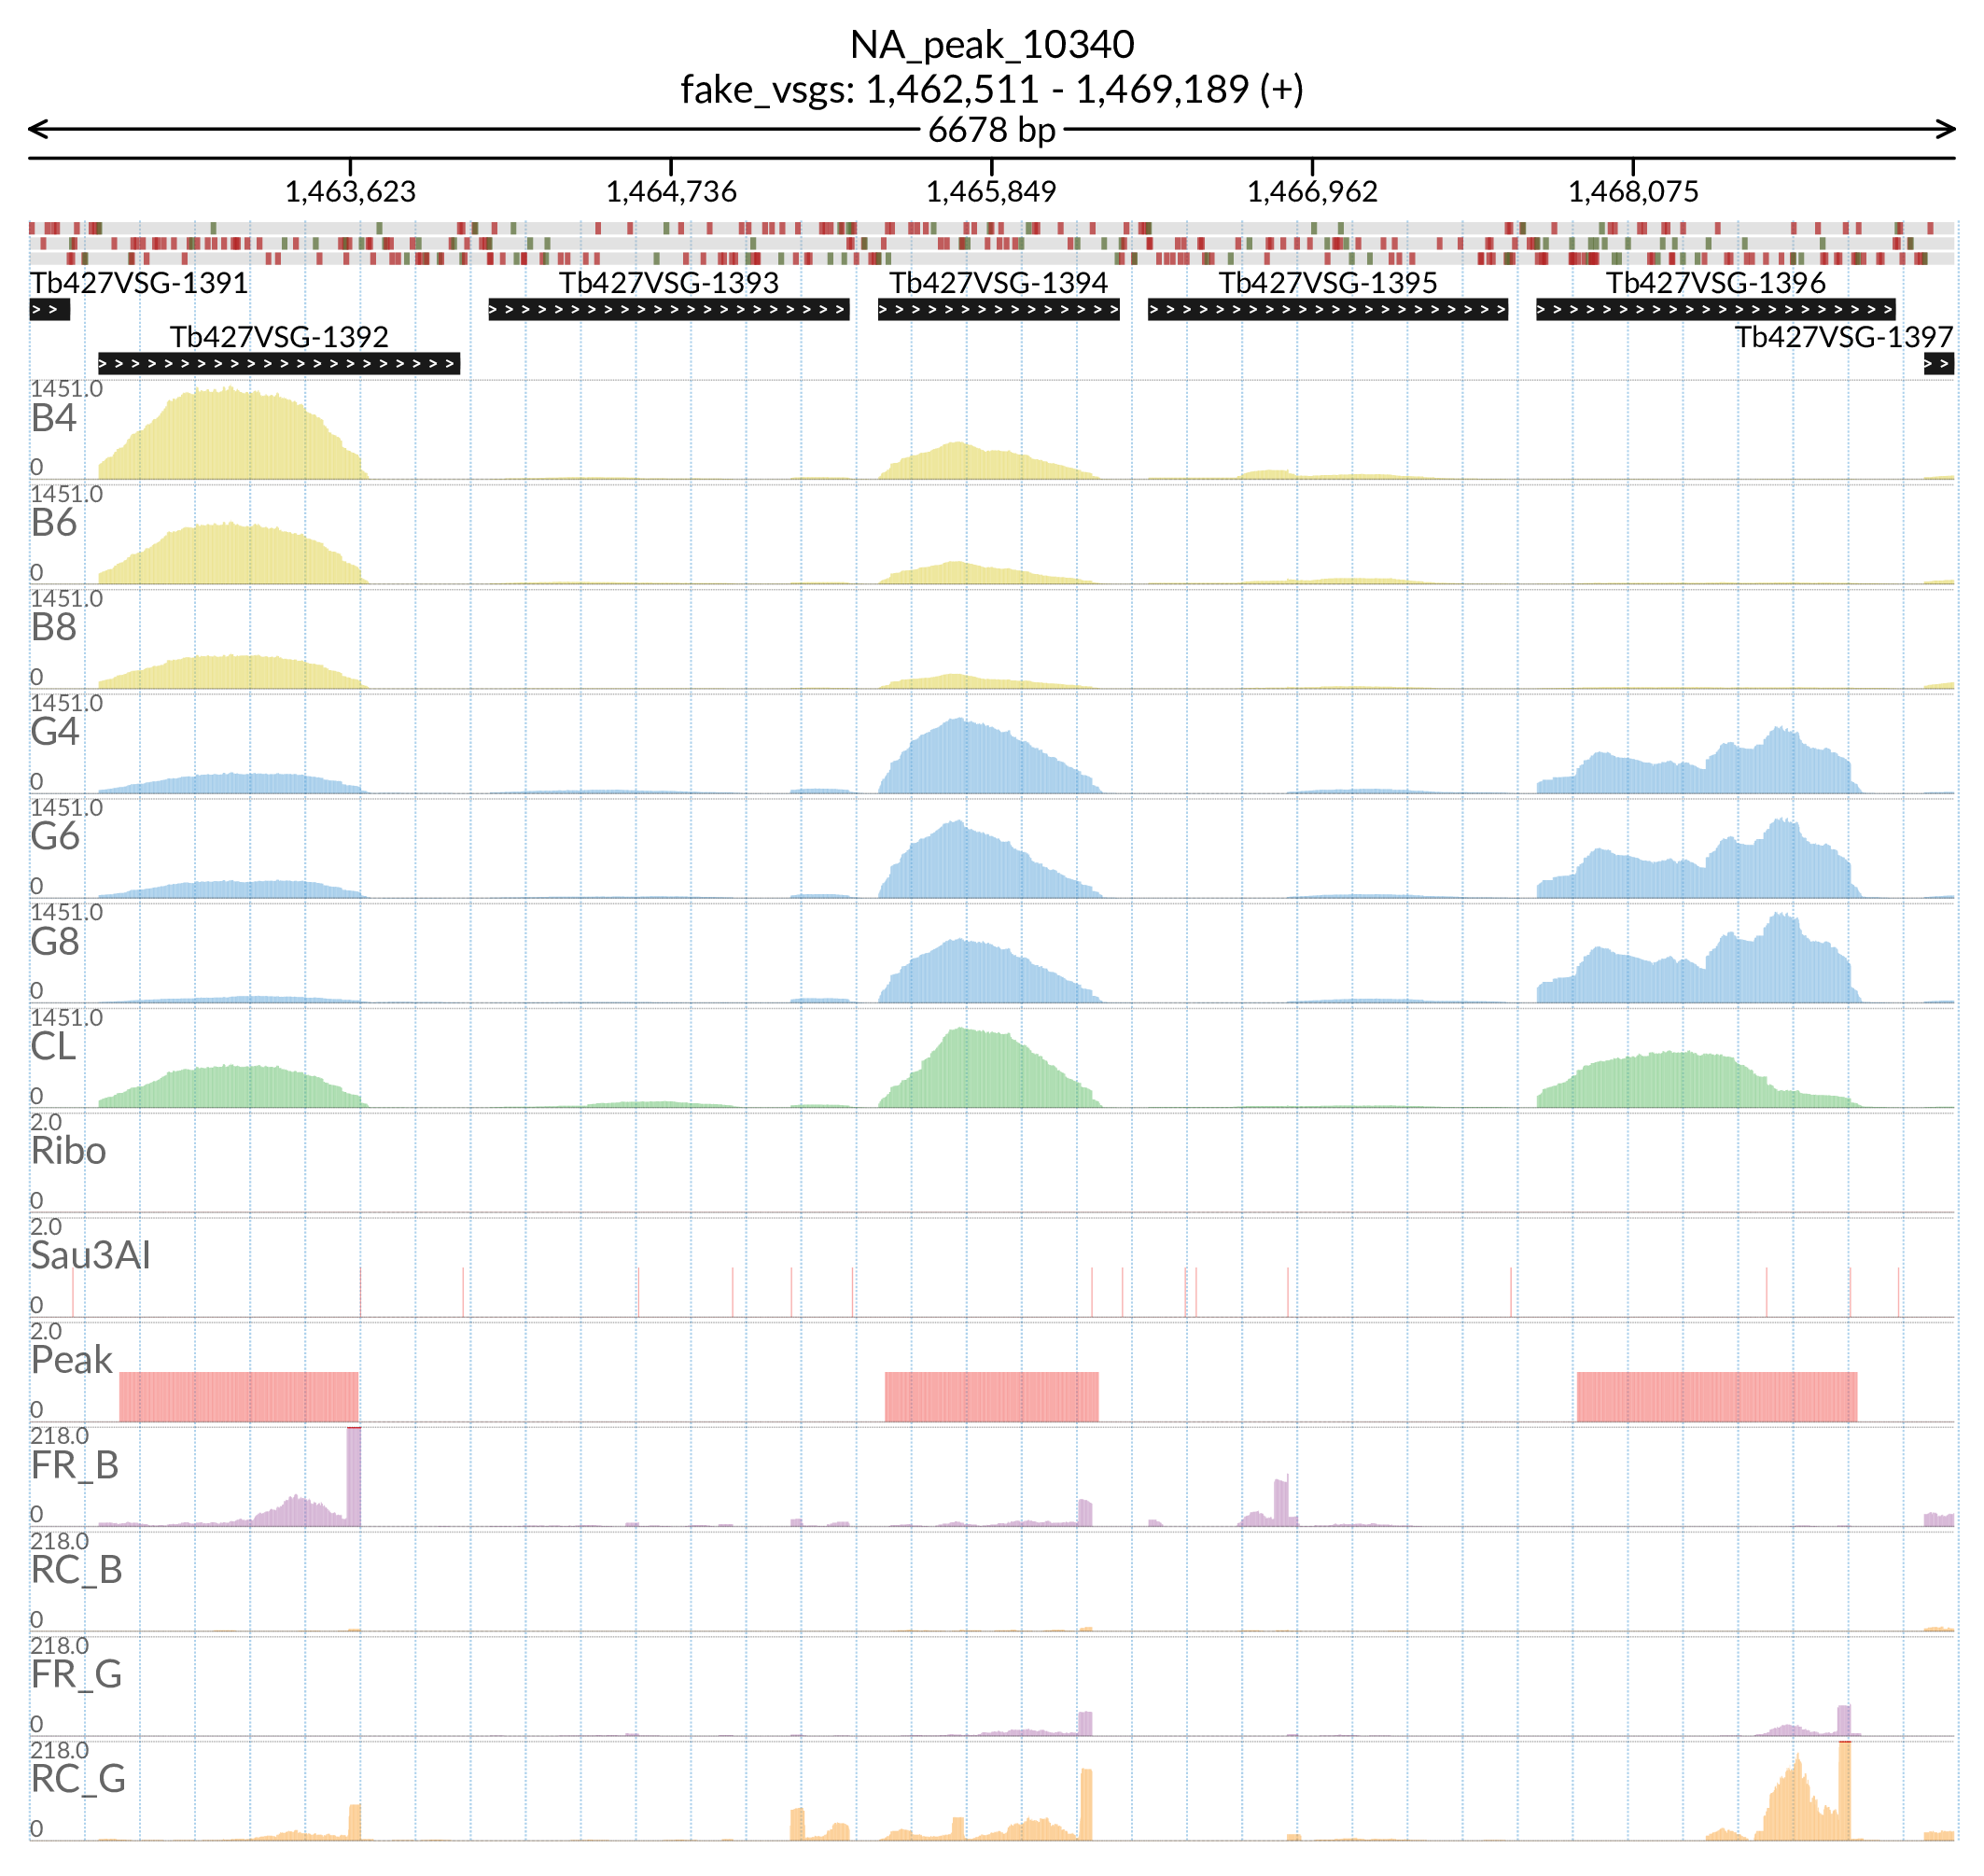 NA_peak_10340
fake_vsgs: 1,462,511 - 1,469,189 (+)
6678 bp
1,463,623 1,464,736 1,465,849 1,466,962 1,468,075
Tb427VSG-1391 Tb427VSG-1393 Tb427VSG-1394 Tb427VSG-1395 Tb427VSG-1396
Tb427VSG-1392 Tb427VSG-1397
1451.0
B4
0
1451.0
B6
0
1451.0
B8
0
1451.0
G4
0
1451.0
G6
0
1451.0
G8
0
1451.0
CL
0
2.0
Ribo
0
2.0
Sau3AI
0
2.0
Peak
0
218.0
FR_B
0
218.0
RC_B
0
218.0
FR_G
0
218.0
RC_G
0